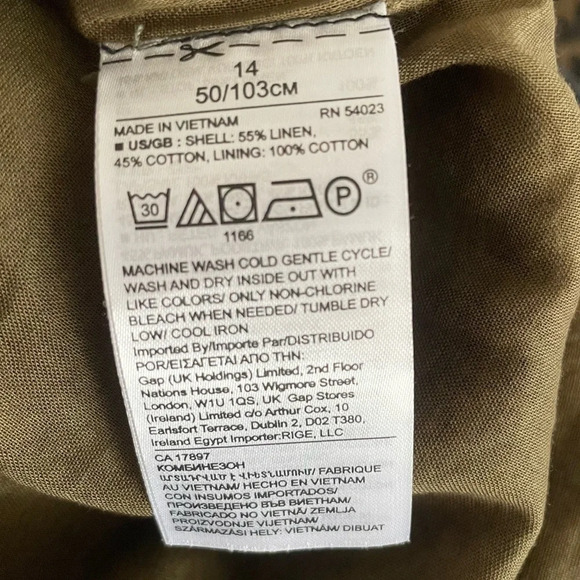 14
50/103CM
RN 54023
MADE IN VIETNAM
■ US/GB : SHELL: 55% LINEN,
45% COTTON, LINING: 100% COTTON
30 P ®
1166
MACHINE WASH COLD GENTLE CYCLE/
WASH AND DRY INSIDE OUT WITH
LIKE COLORS/ ONLY NON-CHLORINE
BLEACH WHEN NEEDED/ TUMBLE DRY
LOW/ COOL IRON
Imported By/Importe Par/DISTRIBUIDO
POR/ΕΙΣΑΓΕΤΑΙ ΑΠΟ ΤΗΝ:
Gap (UK Holdings) Limited, 2nd Floor
Nations House, 103 Wigmore Street,
London, W1U 1QS, UK Gap Stores
(Ireland) Limited c/o Arthur Cox, 10
Earlsfort Terrace, Dublin 2, D02 T380,
Ireland Egypt Importer:RIGE, LLC
CA 17897
КОМБИНЕЗОН
ԱՐՏԱԴՐՎԱԾ Է ՎԻԵՏՆԱՄՈՒՄ/ FABRIQUE
AU VIETNAM/ HECHO EN VIETNAM
CON INSUMOS IMPORTADOS/
ПРОИЗВЕДЕНО ВЪВ ВИЕТНАМ/
FABRICADO NO VIETNÃ/ ZEMLJA
PROIZVODNJE VIJETNAM/
SZÁRMAZÁSI HELY: VIETNÁM/ DIBUAT